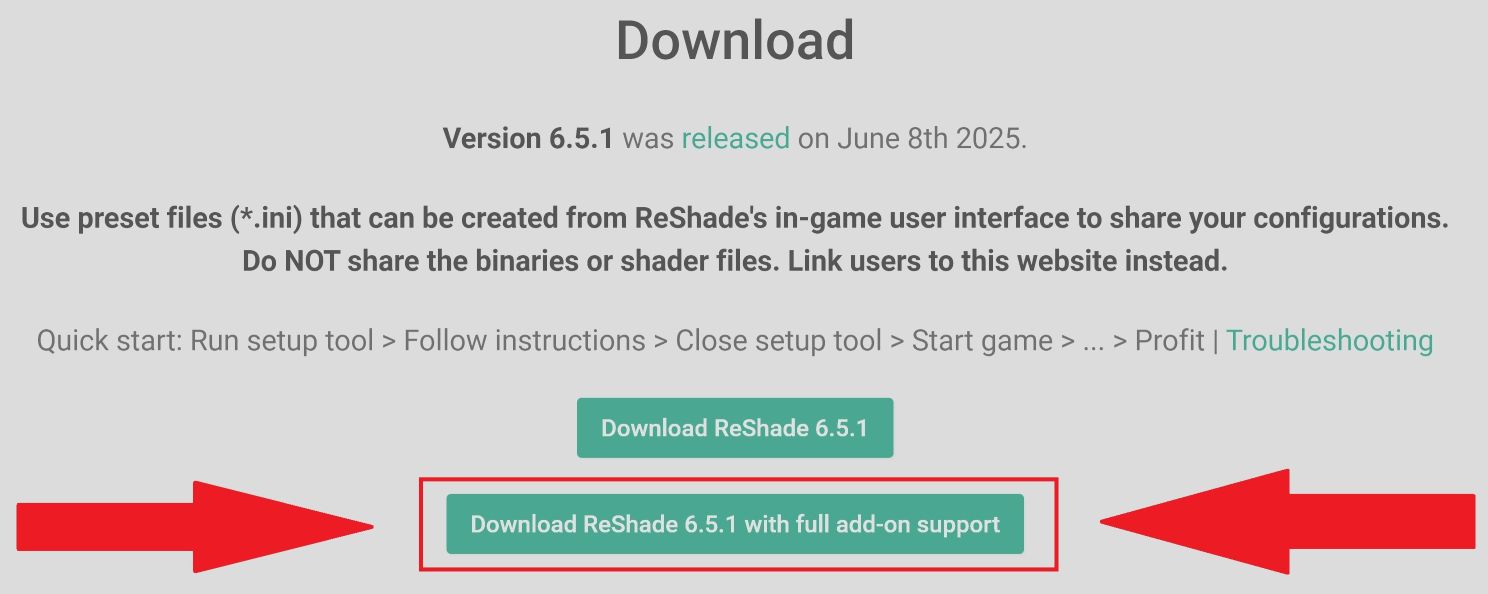 Download
Version 6.5.1 was released on June 8th 2025.
Use preset files (*.ini) that can be created from ReShade's in-game user interface to share your configurations.
Do NOT share the binaries or shader files. Link users to this website instead.
Quick start: Run setup tool > Follow instructions > Close setup tool > Start game > ... > Profit | Troubleshooting
Download ReShade 6.5.1
Download ReShade 6.5.1 with full add-on support